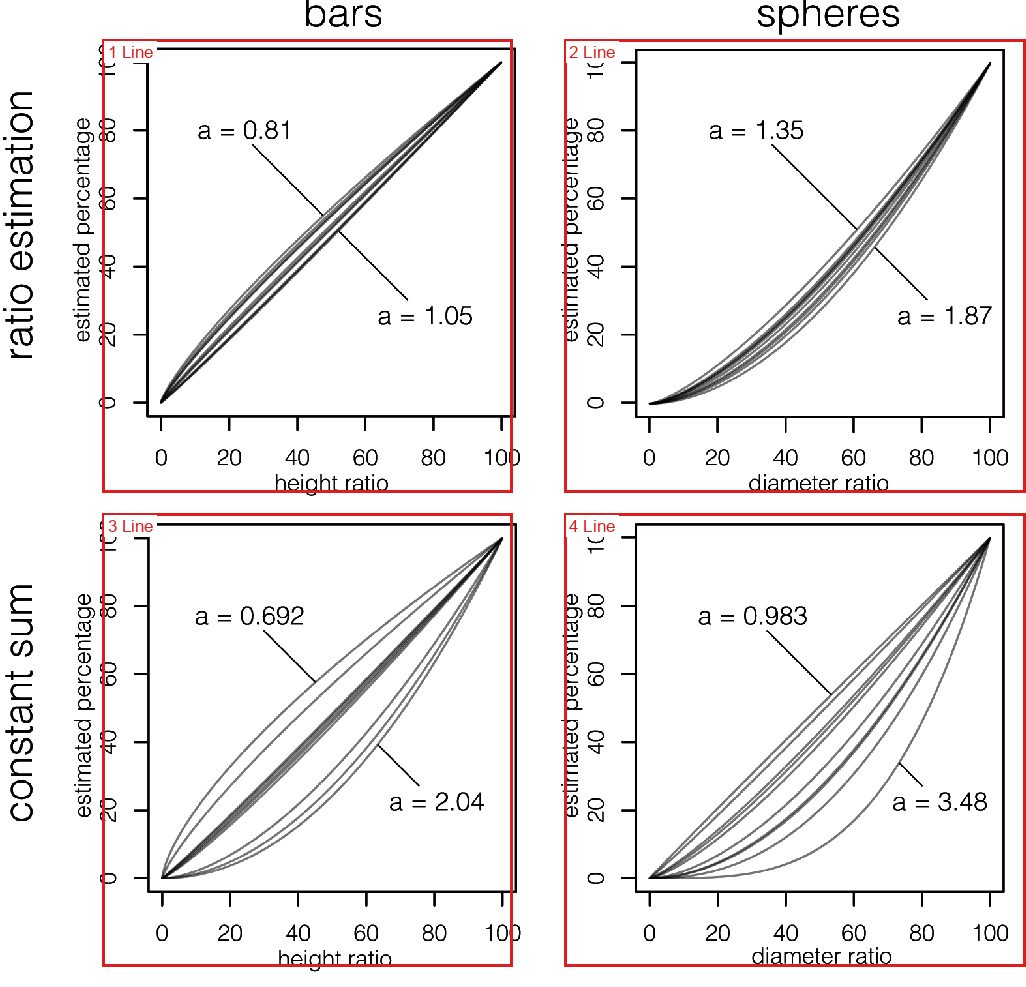 bars
spheres
1 Line
2 Line
ratio estimation
estimated percentage
0 20 40 60 80
a = 0.81
a = 1.05
0 20 40 60 80 100
height ratio
estimated percentage
0 20 40 60 80
a = 1.35
a = 1.87
0 20 40 60 80 100
diameter ratio
3 Line
4 Line
constant sum
estimated percentage
0 20 40 60 80
a = 0.692
a = 2.04
0 20 40 60 80 100
height ratio
estimated percentage
0 20 40 60 80
a = 0.983
a = 3.48
0 20 40 60 80 100
diameter ratio